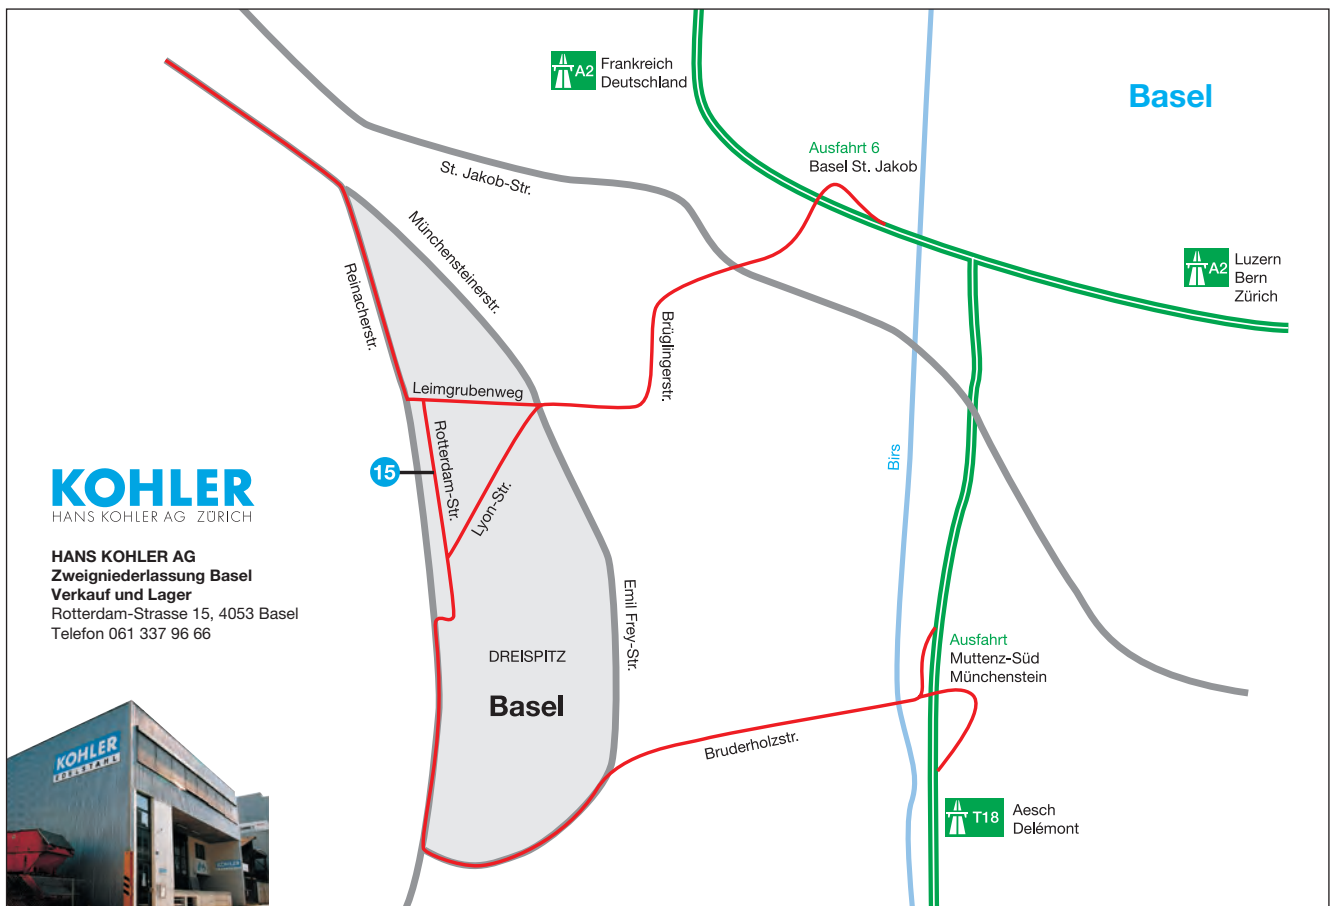 A2
Frankreich
Deutschland
Basel
Ausfahrt 6
Basel St. Jakob
St. Jakob-Str.
Münchensteinerstr.
Reinacherstr.
A2
Luzern
Bern
Zürich
Brüglingerstr.
Leimgrubenweg
Rotterdam-Str.
Lyon-Str.
15
Birs
KOHLER
HANS KOHLER AG ZÜRICH
HANS KOHLER AG
Zweigniederlassung Basel
Verkauf und Lager
Rotterdam-Strasse 15, 4053 Basel
Telefon 061 337 96 66
Emil Frey-Str.
DREISPITZ
Basel
Ausfahrt
Muttenz-Süd
Münchenstein
Bruderholzstr.
T18
Aesch
Delémont
KOHLER
EDELSTAHL
KOHLER